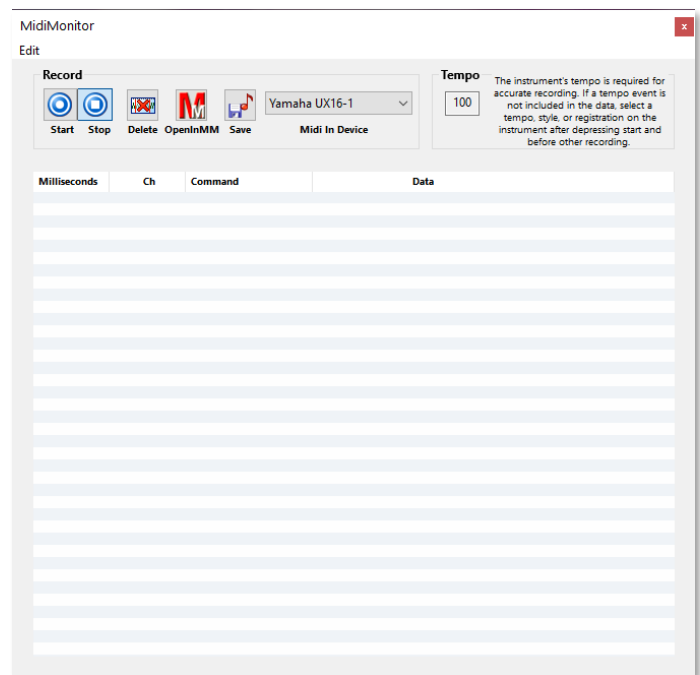 MidiMonitor
x
Edit
Record
Yamaha UX16-1
Start Stop Delete OpenInMM Save Midi In Device
Tempo
100
The instrument's tempo is required for
accurate recording. If a tempo event is
not included in the data, select a
tempo, style, or registration on the
instrument after depressing start and
before other recording.
Milliseconds Ch Command Data